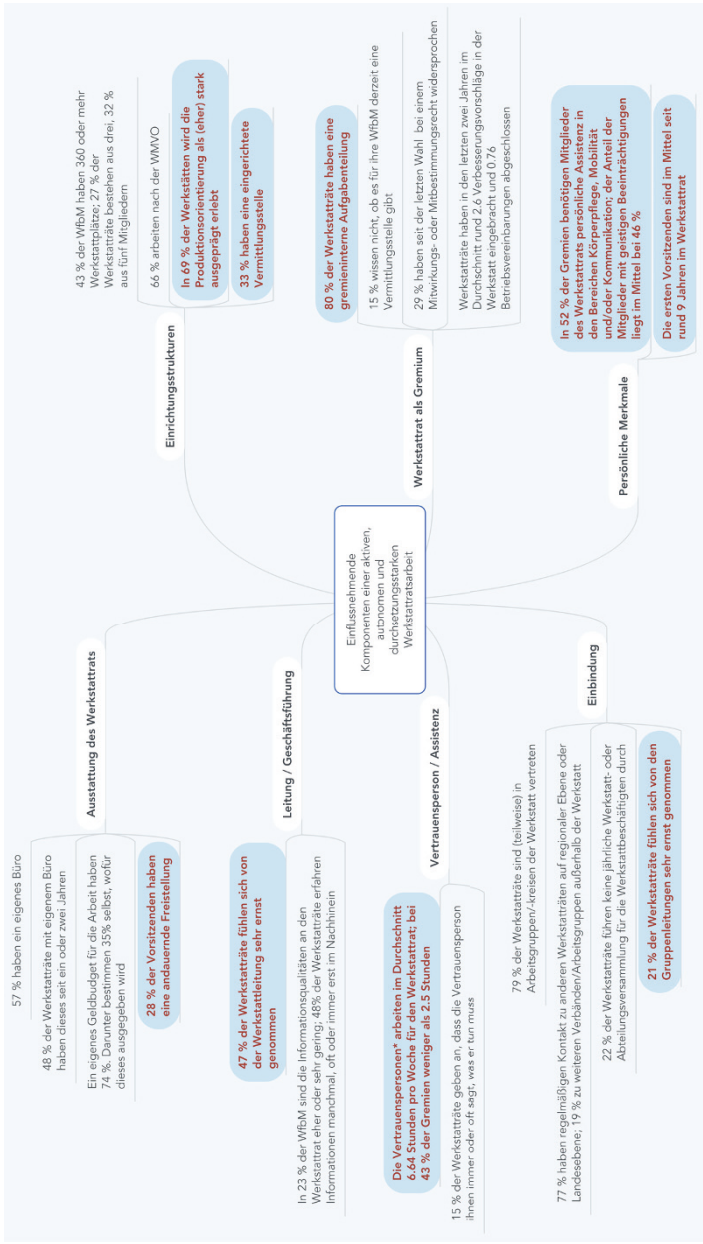 Einflussnehmende
Komponenten einer aktiven,
autonomen und
durchsetzungsstarken
Werkstattratsarbeit
Ausstattung des Werkstattrats
57 % haben ein eigenes Büro
48 % der Werkstatträte mit eigenem Büro
haben dieses seit ein oder zwei Jahren
Ein eigenes Geldbudget für die Arbeit haben
74 %. Darunter bestimmen 35% selbst, wofür
dieses ausgegeben wird
28 % der Vorsitzenden haben
eine andauernde Freistellung
Leitung / Geschäftsführung
47 % der Werkstatträte fühlen sich von
der Werkstattleitung sehr ernst
genommen
In 23 % der WfbM sind die Informationsqualitäten an den
Werkstattrat eher oder sehr gering; 48% der Werkstatträte erfahren
Informationen manchmal, oft oder immer erst im Nachhinein
Vertrauensperson / Assistenz
Die Vertrauenspersonen* arbeiten im Durchschnitt
6.64 Stunden pro Woche für den Werkstattrat; bei
43 % der Gremien weniger als 2.5 Stunden
15 % der Werkstatträte geben an, dass die Vertrauensperson
ihnen immer oder oft sagt, was er tun muss
Einbindung
79 % der Werkstatträte sind (teilweise) in
Arbeitsgruppen/-kreisen der Werkstatt vertreten
77 % haben regelmäßigen Kontakt zu anderen Werkstatträten auf regionaler Ebene oder
Landesebene; 19 % zu weiteren Verbänden/Arbeitsgruppen außerhalb der Werkstatt
22 % der Werkstatträte führen keine jährliche Werkstatt- oder
Abteilungsversammlung für die Werkstattbeschäftigten durch
21 % der Werkstatträte fühlen sich von den
Gruppenleitungen sehr ernst genommen
Einrichtungsstrukturen
43 % der WfbM haben 360 oder mehr
Werkstattplätze; 27 % der
Werkstatträte bestehen aus drei, 32 %
aus fünf Mitgliedern
66 % arbeiten nach der WMVO
In 69 % der Werkstätten wird die
Produktionsorientierung als (eher) stark
ausgeprägt erlebt
33 % haben eine eingerichtete
Vermittlungsstelle
Werkstattrat als Gremium
80 % der Werkstatträte haben eine
gremieninterne Aufgabenteilung
15 % wissen nicht, ob es für ihre WfbM derzeit eine
Vermittlungsstelle gibt
29 % haben seit der letzten Wahl bei einem
Mitwirkungs- oder Mitbestimmungsrecht widersprochen
Werkstatträte haben in den letzten zwei Jahren im
Durchschnitt rund 2.6 Verbesserungsvorschläge in der
Werkstatt eingebracht und 0.76
Betriebsvereinbarungen abgeschlossen
Persönliche Merkmale
In 52 % der Gremien benötigen Mitglieder
des Werkstattrats persönliche Assistenz in
den Bereichen Körperpflege, Mobilität
und/oder Kommunikation; der Anteil der
Mitglieder mit geistigen Beeinträchtigungen
liegt im Mittel bei 46 %
Die ersten Vorsitzenden sind im Mittel seit
rund 9 Jahren im Werkstattrat